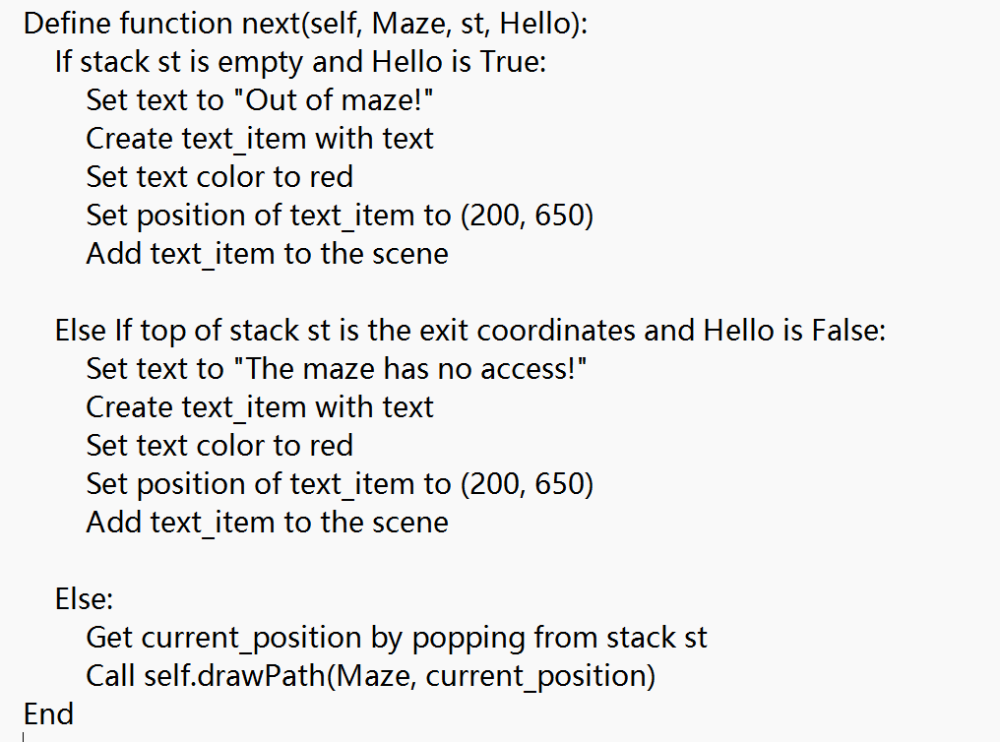 Define function next(self, Maze, st, Hello):
If stack st is empty and Hello is True:
Set text to "Out of maze!"
Create text_item with text
Set text color to red
Set position of text_item to (200, 650)
Add text_item to the scene
Else If top of stack st is the exit coordinates and Hello is False:
Set text to "The maze has no access!"
Create text_item with text
Set text color to red
Set position of text_item to (200, 650)
Add text_item to the scene
Else:
Get current_position by popping from stack st
Call self.drawPath(Maze, current_position)
End